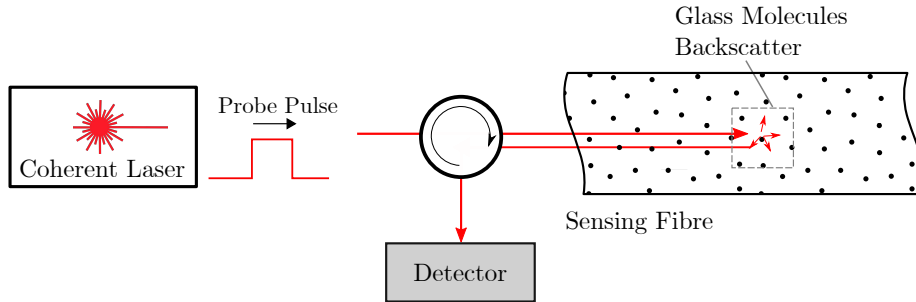 Glass Molecules
Backscatter
Probe Pulse
Coherent Laser
Sensing Fibre
Detector